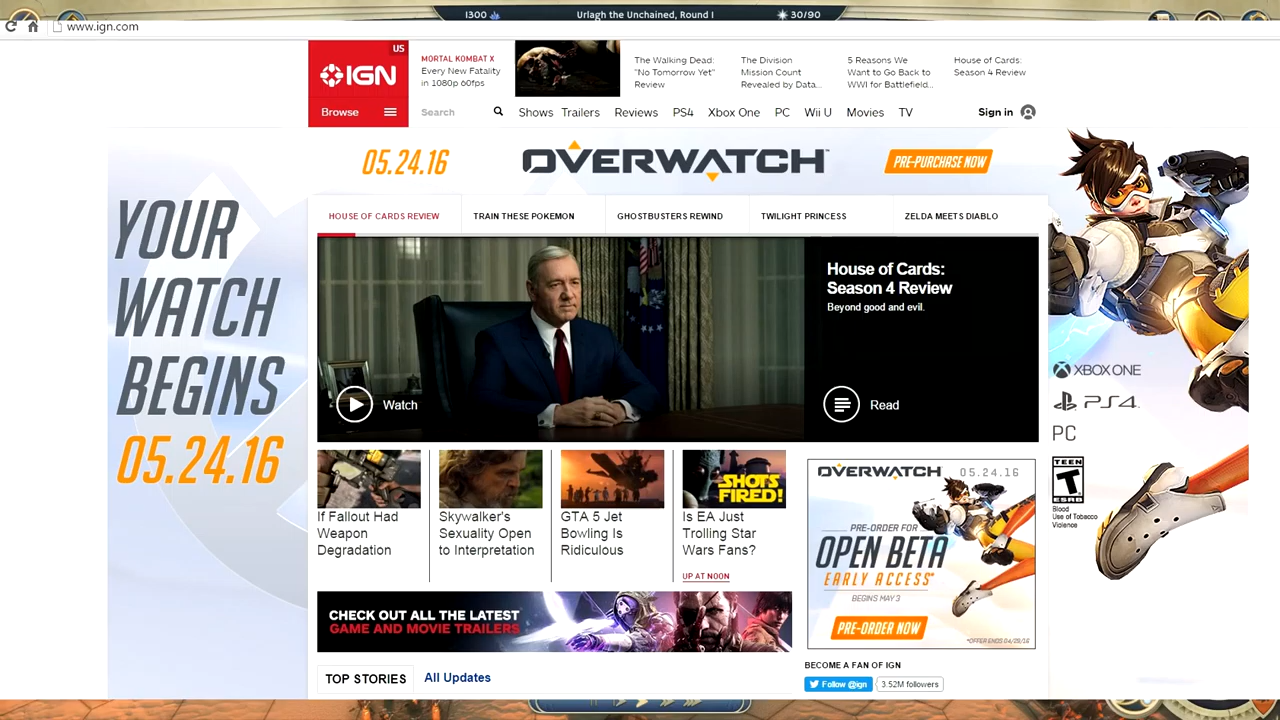 1300
Urlagh the Unchained, Round I
30/90
www.ign.com
US
IGN
Browse
MORTAL KOMBAT X
Every New Fatality
in 1080p 60fps
The Walking Dead:
"No Tomorrow Yet"
Review
The Division
Mission Count
Revealed by Data...
5 Reasons We
Want to Go Back to
WWI for Battlefield...
House of Cards:
Season 4 Review
Search
Shows Trailers Reviews PS4 Xbox One PC Wii U Movies TV
Sign in
05.24.16
OVERWATCH
PRE-PURCHASE NOW
YOUR
WATCH
BEGINS
05.24.16
HOUSE OF CARDS REVIEW
TRAIN THESE POKEMON
GHOSTBUSTERS REWIND
TWILIGHT PRINCESS
ZELDA MEETS DIABLO
House of Cards:
Season 4 Review
Beyond good and evil.
Watch
Read
XBOX ONE
PS4
PC
TEEN
T
ESRB
Blood
Use of Tobacco
Violence
If Fallout Had
Weapon
Degradation
Skywalker's
Sexuality Open
to Interpretation
GTA 5 Jet
Bowling Is
Ridiculous
SHOTS
FIRED!
Is EA Just
Trolling Star
Wars Fans?
UP AT NOON
OVERWATCH 05.24.16
PRE-ORDER FOR
OPEN BETA
EARLY ACCESS*
BEGINS MAY 3
PRE-ORDER NOW
*OFFER ENDS 04/29/16
CHECK OUT ALL THE LATEST
GAME AND MOVIE TRAILERS
TOP STORIES
All Updates
BECOME A FAN OF IGN
Follow @ign
3.52M followers